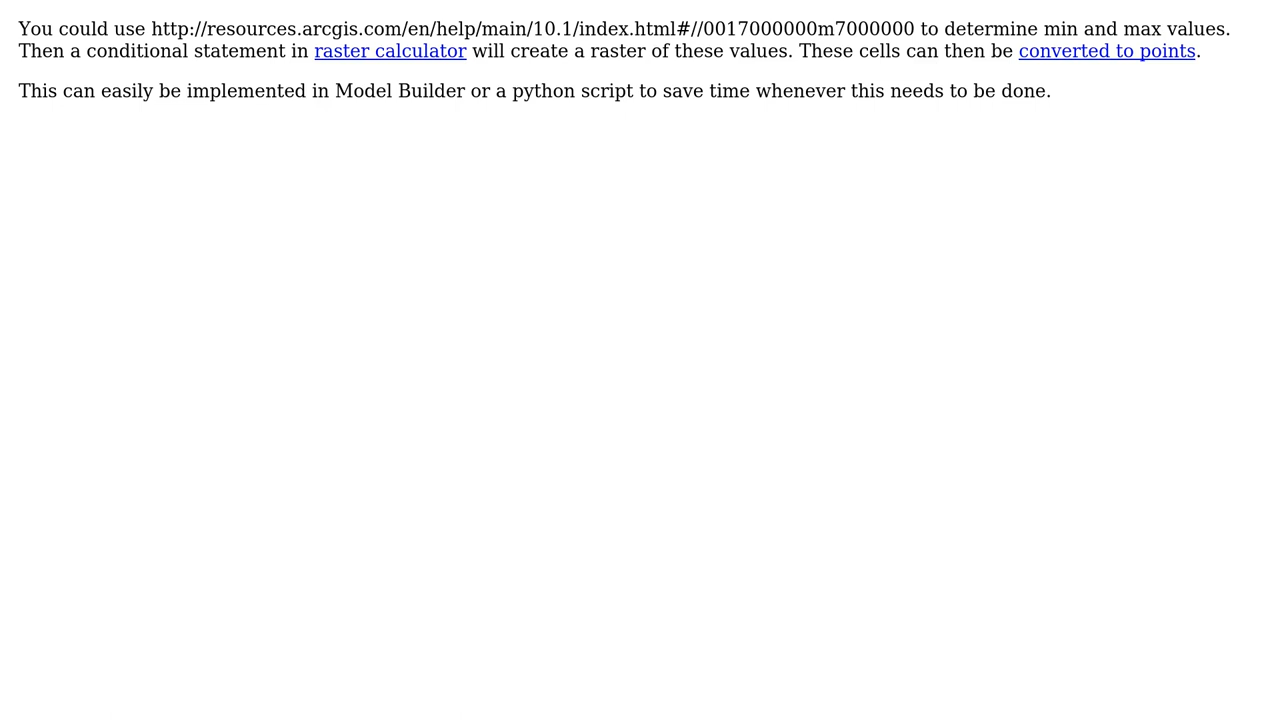 You could use http://resources.arcgis.com/en/help/main/10.1/index.html#//0017000000m7000000 to determine min and max values.
Then a conditional statement in raster calculator will create a raster of these values. These cells can then be converted to points.
This can easily be implemented in Model Builder or a python script to save time whenever this needs to be done.